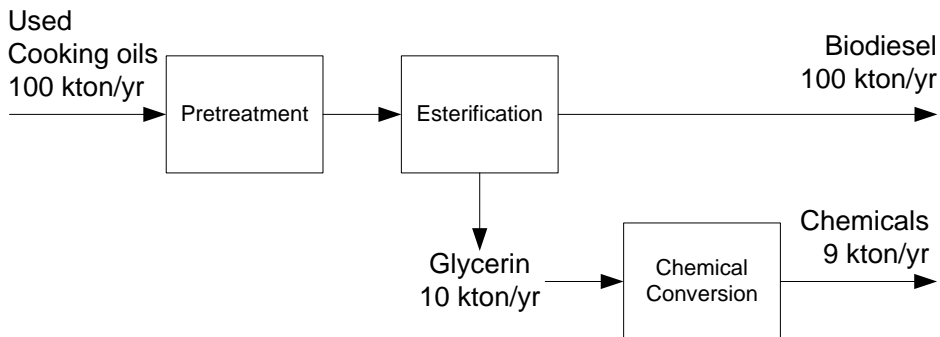 Used
Cooking oils
100 kton/yr
Pretreatment
Esterification
Biodiesel
100 kton/yr
Glycerin
10 kton/yr
Chemical
Conversion
Chemicals
9 kton/yr